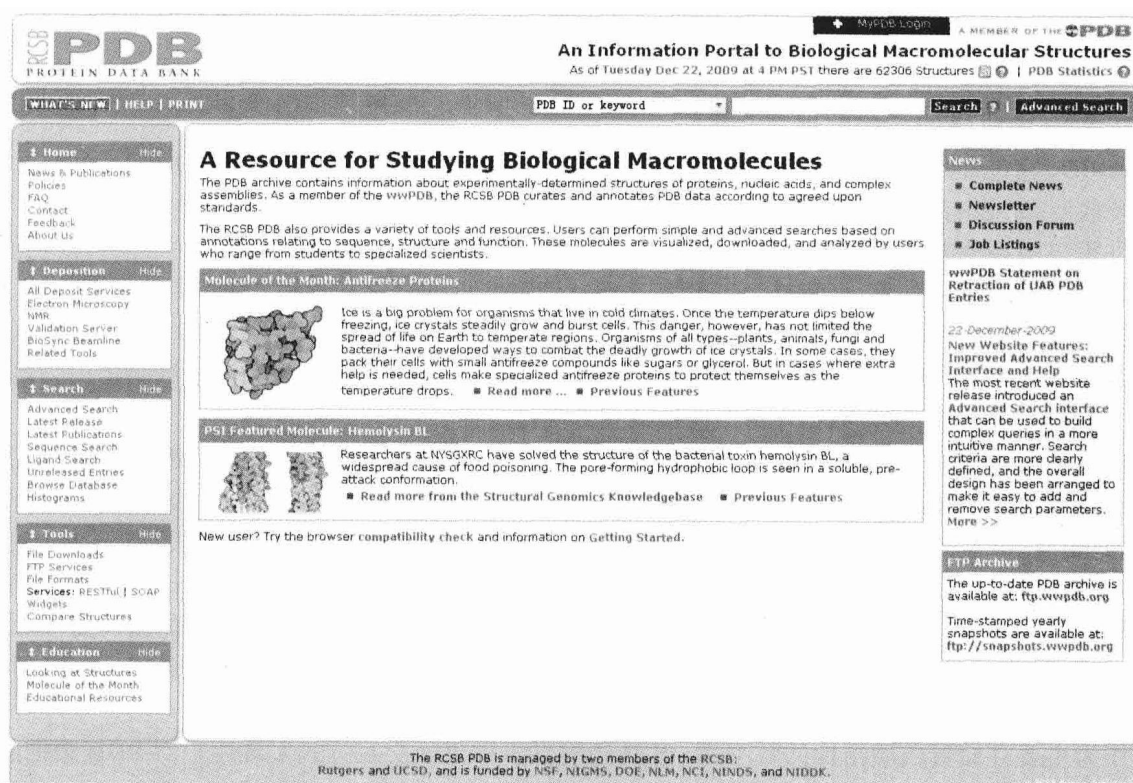 MyPDB Login
A MEMBER OF THE PDB
RCSB PDB
PROTEIN DATA BANK
An Information Portal to Biological Macromolecular Structures
As of Tuesday Dec 22, 2009 at 4 PM PST there are 62306 Structures | PDB Statistics
WHAT'S NEW | HELP | PRINT
PDB ID or keyword
Search ? | Advanced Search
Home Hide
News & Publications
Policies
FAQ
Contact
Feedback
About Us
Deposition Hide
All Deposit Services
Electron Microscopy
NMR
Validation Server
BioSync Beamline
Related Tools
Search Hide
Advanced Search
Latest Release
Latest Publications
Sequence Search
Ligand Search
Unreleased Entries
Browse Database
Histograms
Tools Hide
File Downloads
FTP Services
File Formats
Services: RESTful | SOAP
Widgets
Compare Structures
Education Hide
Looking at Structures
Molecule of the Month
Educational Resources
A Resource for Studying Biological Macromolecules
The PDB archive contains information about experimentally-determined structures of proteins, nucleic acids, and complex
assemblies. As a member of the wwPDB, the RCSB PDB curates and annotates PDB data according to agreed upon
standards.
The RCSB PDB also provides a variety of tools and resources. Users can perform simple and advanced searches based on
annotations relating to sequence, structure and function. These molecules are visualized, downloaded, and analyzed by users
who range from students to specialized scientists.
Molecule of the Month: Antifreeze Proteins
Ice is a big problem for organisms that live in cold climates. Once the temperature dips below
freezing, ice crystals steadily grow and burst cells. This danger, however, has not limited the
spread of life on Earth to temperate regions. Organisms of all types--plants, animals, fungi and
bacteria--have developed ways to combat the deadly growth of ice crystals. In some cases, they
pack their cells with small antifreeze compounds like sugars or glycerol. But in cases where extra
help is needed, cells make specialized antifreeze proteins to protect themselves as the
temperature drops. ■ Read more ... ■ Previous Features
PSI Featured Molecule: Hemolysin BL
Researchers at NYSGXRC have solved the structure of the bacterial toxin hemolysin BL, a
widespread cause of food poisoning. The pore-forming hydrophobic loop is seen in a soluble, pre-
attack conformation.
■ Read more from the Structural Genomics Knowledgebase ■ Previous Features
New user? Try the browser compatibility check and information on Getting Started.
News
■ Complete News
■ Newsletter
■ Discussion Forum
■ Job Listings
wwPDB Statement on
Retraction of UAB PDB
Entries
22-December-2009
New Website Features:
Improved Advanced Search
Interface and Help
The most recent website
release introduced an
Advanced Search interface
that can be used to build
complex queries in a more
intuitive manner. Search
criteria are more clearly
defined, and the overall
design has been arranged to
make it easy to add and
remove search parameters.
More >>
FTP Archive
The up-to-date PDB archive is
available at: ftp.wwpdb.org
Time-stamped yearly
snapshots are available at:
ftp://snapshots.wwpdb.org
The RCSB PDB is managed by two members of the RCSB:
Rutgers and UCSD, and is funded by NSF, NIGMS, DOE, NLM, NCI, NINDS, and NIDDK.